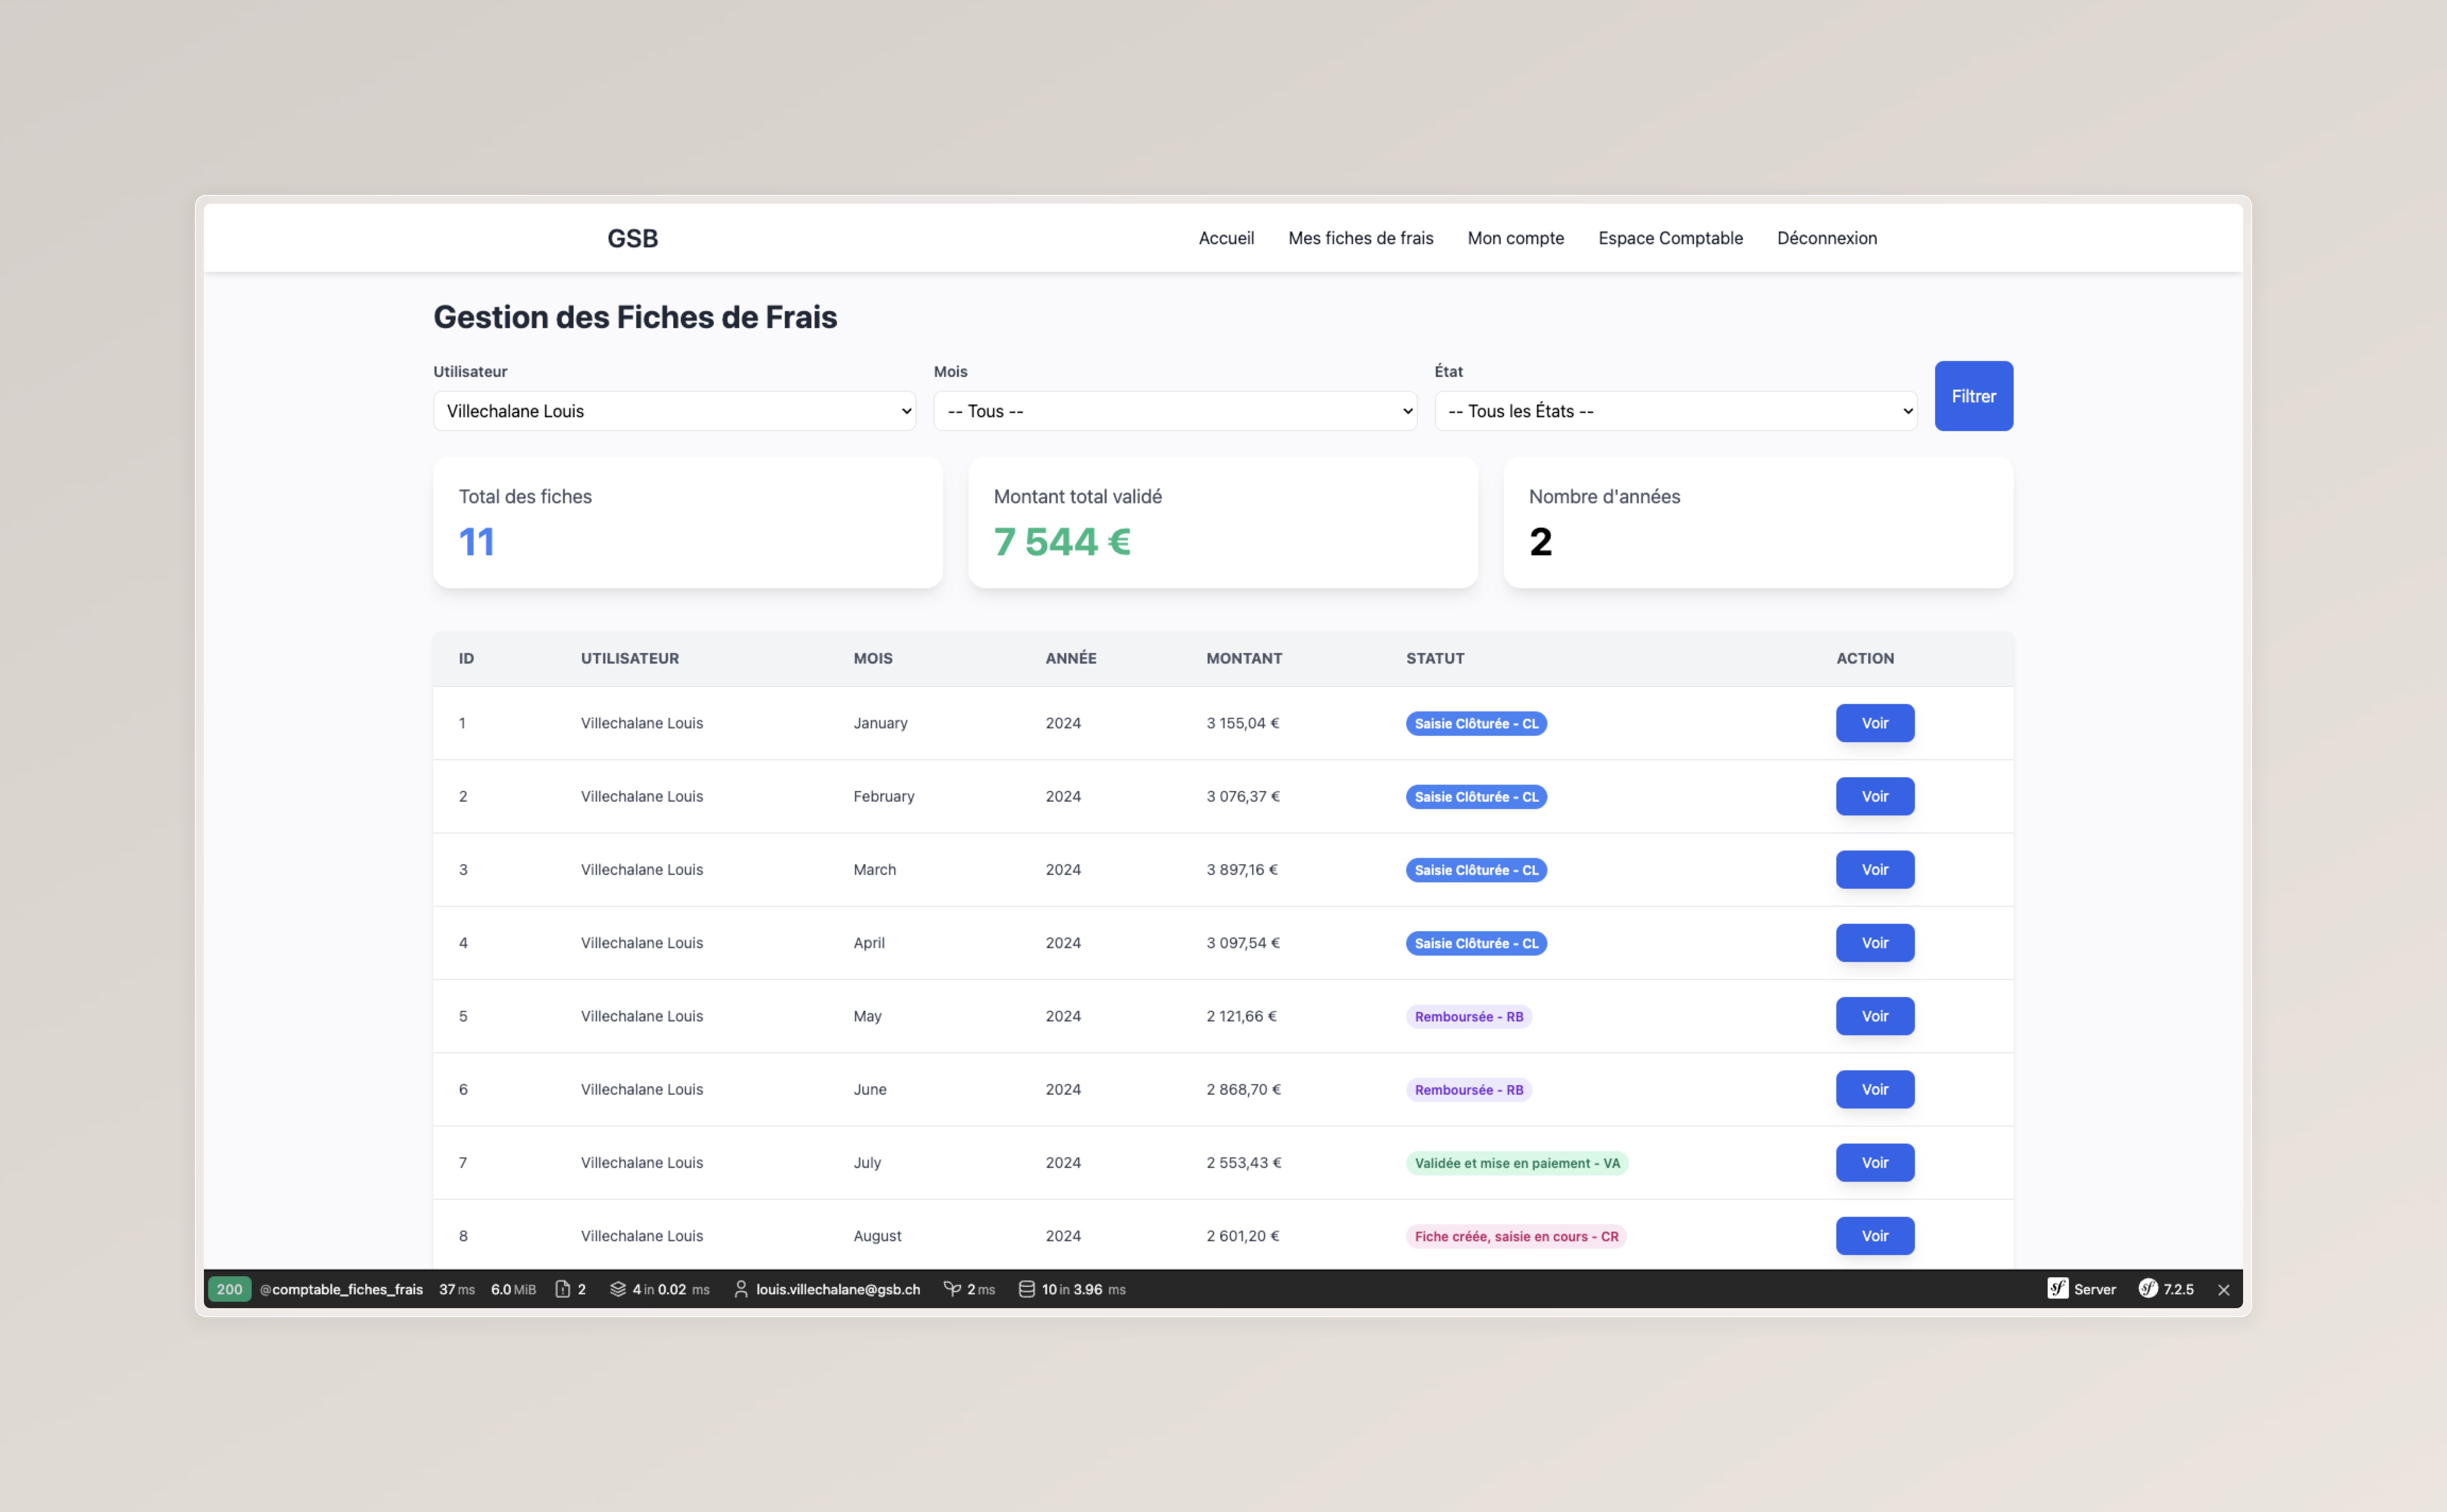 GSB Accueil Mes fiches de frais Mon compte Espace Comptable Déconnexion
Gestion des Fiches de Frais
Utilisateur Mois État
Villechalane Louis -- Tous -- -- Tous les États -- Filtrer
Total des fiches Montant total validé Nombre d'années
11 7 544 € 2
ID UTILISATEUR MOIS ANNÉE MONTANT STATUT ACTION
1 Villechalane Louis January 2024 3 155,04 € Saisie Clôturée - CL Voir
2 Villechalane Louis February 2024 3 076,37 € Saisie Clôturée - CL Voir
3 Villechalane Louis March 2024 3 897,16 € Saisie Clôturée - CL Voir
4 Villechalane Louis April 2024 3 097,54 € Saisie Clôturée - CL Voir
5 Villechalane Louis May 2024 2 121,66 € Remboursée - RB Voir
6 Villechalane Louis June 2024 2 868,70 € Remboursée - RB Voir
7 Villechalane Louis July 2024 2 553,43 € Validée et mise en paiement - VA Voir
8 Villechalane Louis August 2024 2 601,20 € Fiche créée, saisie en cours - CR Voir
200 @comptable_fiches_frais 37 ms 6.0 MiB 2 4 in 0.02 ms louis.villechalane@gsb.ch 2 ms 10 in 3.96 ms sf Server sf 7.2.5